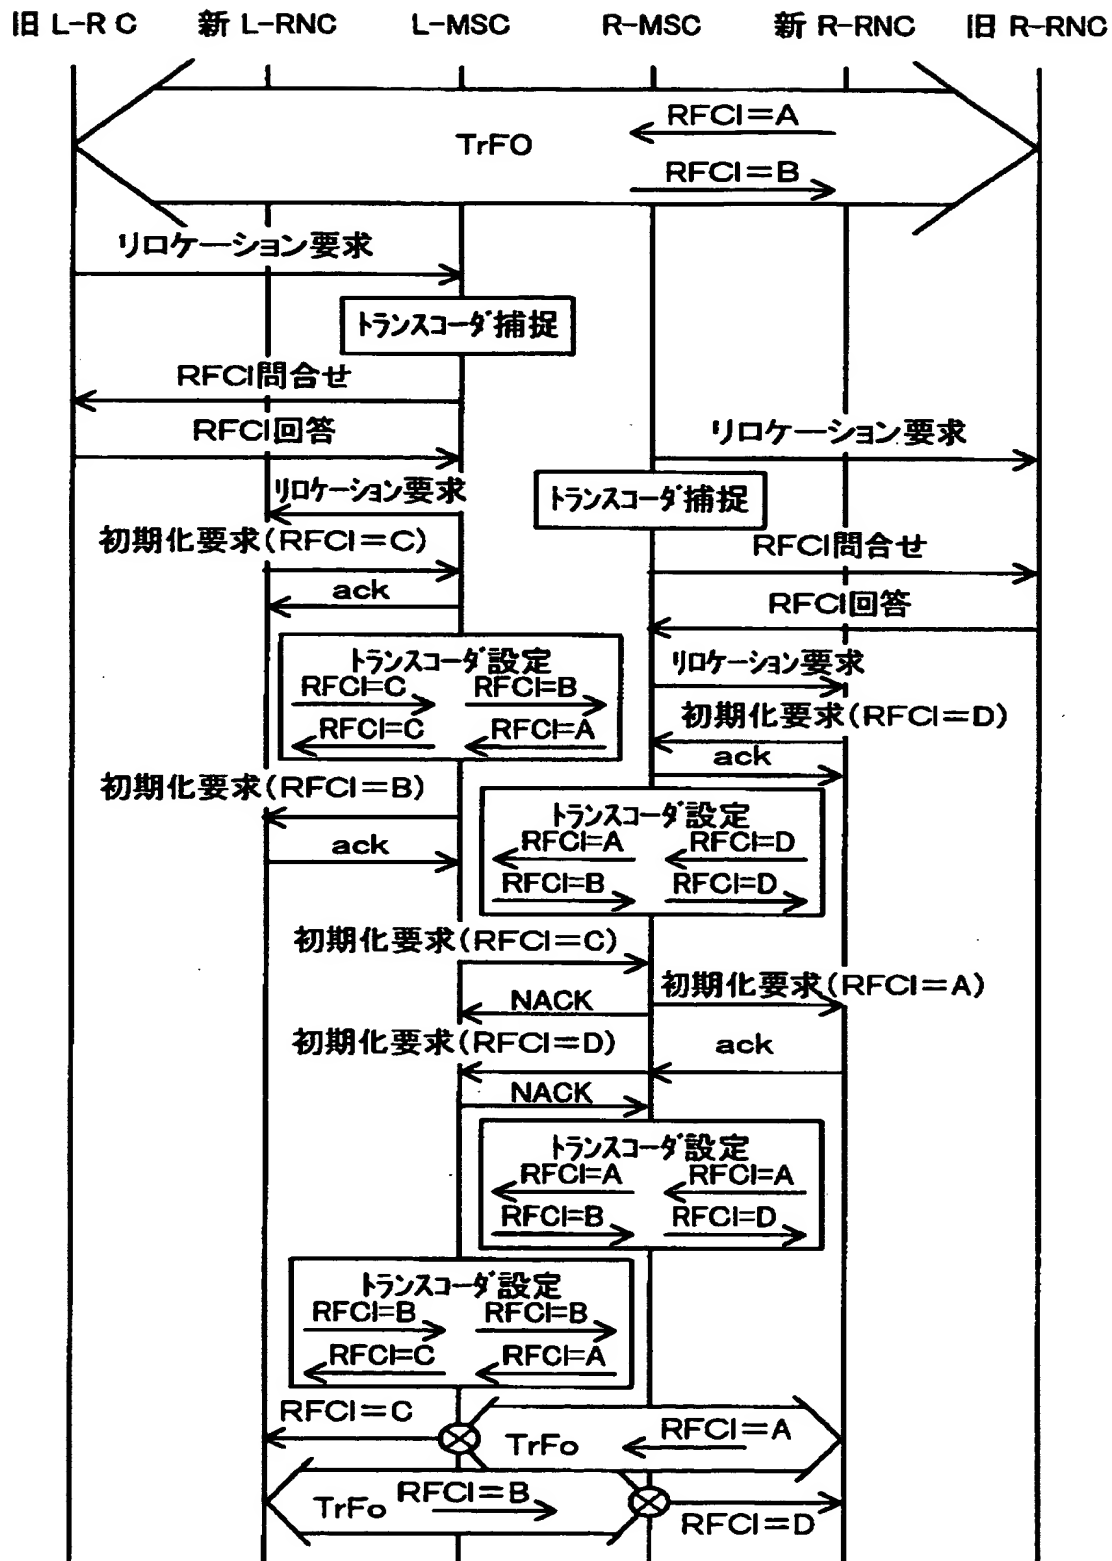 旧 L-R C 新 L-RNC L-MSC R-MSC 新 R-RNC 旧 R-RNC
RFCI=A
TrFO
RFCI=B
リロケーション要求
トランスコーダ捕捉
RFCI問合せ
RFCI回答
リロケーション要求
トランスコーダ捕捉
リロケーション要求
初期化要求(RFCI=C)
RFCI問合せ
ack
RFCI回答
トランスコーダ設定
RFCI=C RFCI=B
RFCI=C RFCI=A
リロケーション要求
初期化要求(RFCI=D)
ack
初期化要求(RFCI=B)
ack
トランスコーダ設定
RFCI=A RFCI=D
RFCI=B RFCI=D
初期化要求(RFCI=C)
初期化要求(RFCI=A)
NACK
初期化要求(RFCI=D)
ack
NACK
トランスコーダ設定
RFCI=A RFCI=A
RFCI=B RFCI=D
トランスコーダ設定
RFCI=B RFCI=B
RFCI=C RFCI=A
RFCI=C
RFCI=A
TrFo
TrFo RFCI=B
RFCI=D